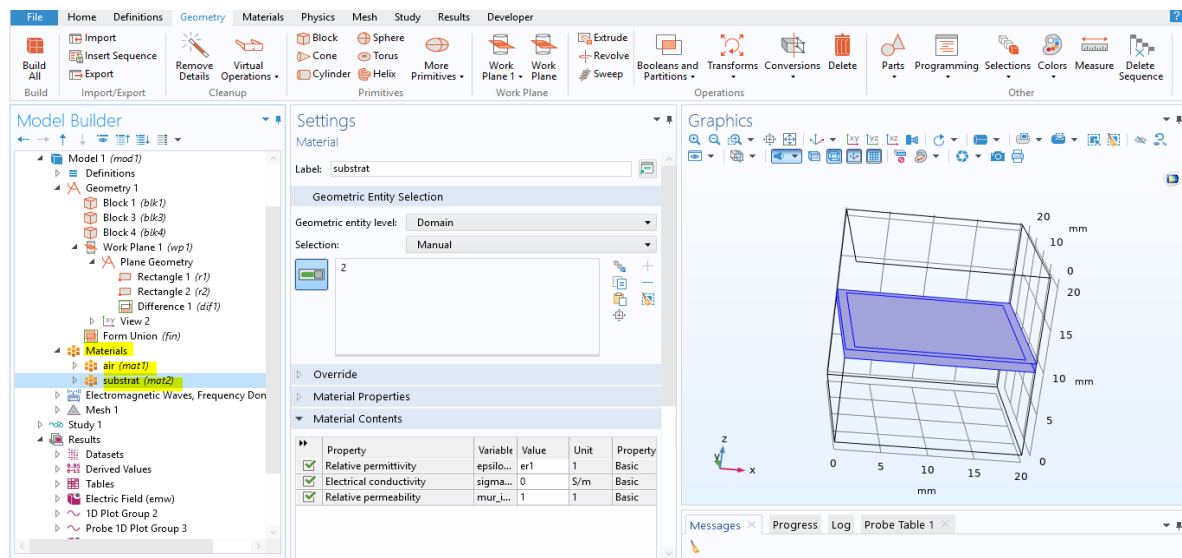 File Home Definitions Geometry Materials Physics Mesh Study Results Developer ?
Build All
Build
Import
Insert Sequence
Export
Import/Export
Remove Details
Virtual Operations
Cleanup
Block Sphere
Cone Torus
Cylinder Helix
More Primitives
Primitives
Work Plane 1
Work Plane
Work Plane
Extrude
Revolve
Sweep
Booleans and Partitions
Transforms
Conversions
Delete
Operations
Parts
Programming
Selections
Colors
Measure
Delete Sequence
Other
Model Builder
Model 1 (mod1)
Definitions
Geometry 1
Block 1 (blk1)
Block 3 (blk3)
Block 4 (blk4)
Work Plane 1 (wp1)
Plane Geometry
Rectangle 1 (r1)
Rectangle 2 (r2)
Difference 1 (dif1)
xy View 2
Form Union (fin)
Materials
air (mat1)
substrat (mat2)
Electromagnetic Waves, Frequency Don
Mesh 1
Study 1
Results
Datasets
8.85 e-12 Derived Values
Tables
Electric Field (emw)
1D Plot Group 2
Probe 1D Plot Group 3
Settings
Material
Label: substrat
Geometric Entity Selection
Geometric entity level: Domain
Selection: Manual
2
Override
Material Properties
Material Contents
Property Variable Value Unit Property
Relative permittivity epsilo... er1 1 Basic
Electrical conductivity sigma... 0 S/m Basic
Relative permeability mur_i... 1 1 Basic
Graphics
xy yz xz
20
mm
10
0
20
15
10 mm
5
0
z
y
x
0 5 10 15 20
mm
Messages Progress Log Probe Table 1